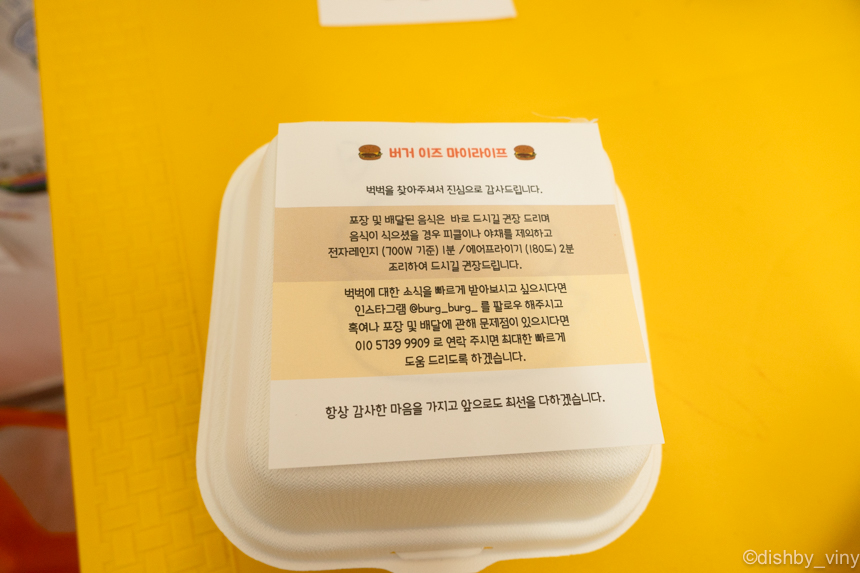 버거 이즈 마이라이프
벅벅을 찾아주셔서 진심으로 감사드립니다.
포장 및 배달된 음식은 바로 드시길 권장 드리며
음식이 식으셨을 경우 피클이나 야채를 제외하고
전자레인지 (700W 기준) 1분 / 에어프라이기 (180도) 2분
조리하여 드시길 권장드립니다.
벅벅에 대한 소식을 빠르게 받아보시고 싶으시다면
인스타그램 @burg_burg_ 를 팔로우 해주시고
혹여나 포장 및 배달에 관해 문제점이 있으시다면
010 5739 9909 로 연락 주시면 최대한 빠르게
도움 드리도록 하겠습니다.
항상 감사한 마음을 가지고 앞으로도 최선을 다하겠습니다.
©dishby_viny